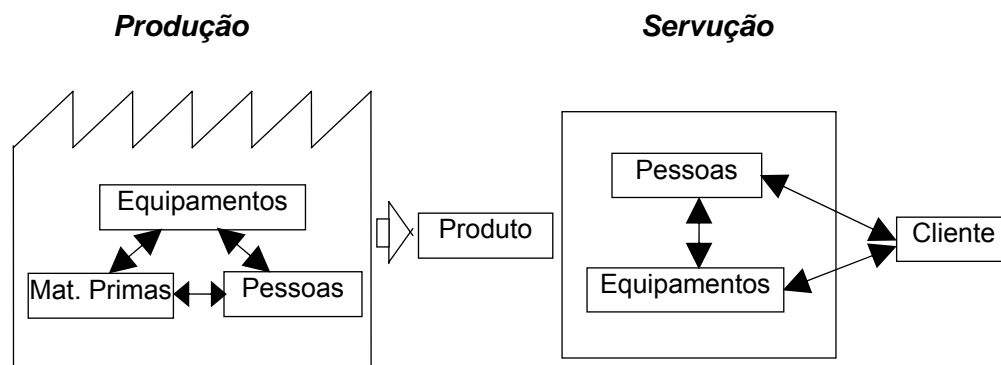 Produção
Servução
Equipamentos
Mat. Primas
Pessoas
Produto
Pessoas
Equipamentos
Cliente